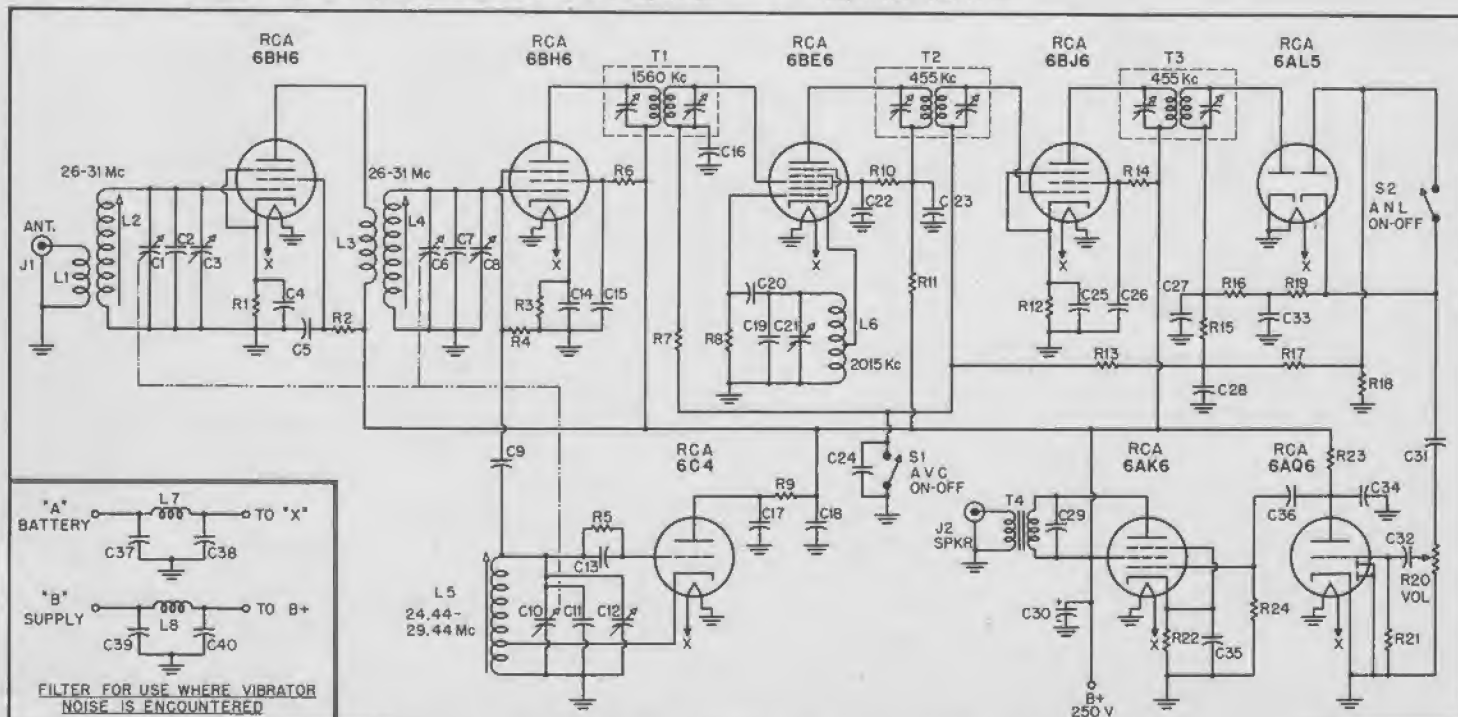 RCA
6BH6
RCA
6BH6
T1
1560 Kc
RCA
6BE6
T2
455 Kc
RCA
6BJ6
T3
455 Kc
RCA
6AL5
26-31 Mc
26-31 Mc
ANT.
J1
L1
L2
C1
C2
C3
R1
C4
C5
R2
L3
L4
C6
C7
C8
R3
R4
C14
C15
R6
C16
R7
R8
C20
C19
C21
L6
2015 Kc
R10
C22
C23
R11
R12
C25
C26
R14
C27
R16
R19
C33
R15
R13
R17
C28
R18
S2
A N L
ON-OFF
X
X
X
X
X
C9
RCA
6C4
C24
S1
A V C
ON-OFF
RCA
6AK6
RCA
6AQ6
R23
C31
C34
C36
R5
C13
C17
R9
C18
L5
24.44-
29.44 Mc
C10
C11
C12
X
J2
SPKR
T4
C29
C30
R22
C35
R24
X
X
R21
C32
R20
VOL
B+
250 V
"A"
BATTERY
L7
TO "X"
C37
C38
"B"
SUPPLY
L8
TO B+
C39
C40
FILTER FOR USE WHERE VIBRATOR
NOISE IS ENCOUNTERED